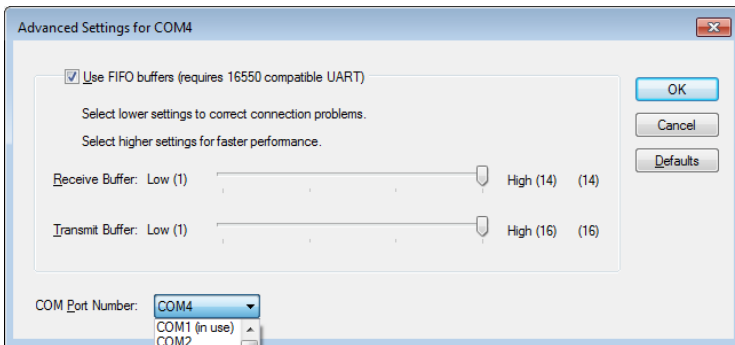 Advanced Settings for COM4
Use FIFO buffers (requires 16550 compatible UART)
OK
Select lower settings to correct connection problems.
Cancel
Select higher settings for faster performance.
Defaults
Receive Buffer: Low (1) High (14) (14)
Transmit Buffer: Low (1) High (16) (16)
COM Port Number: COM4
COM1 (in use)
COM2